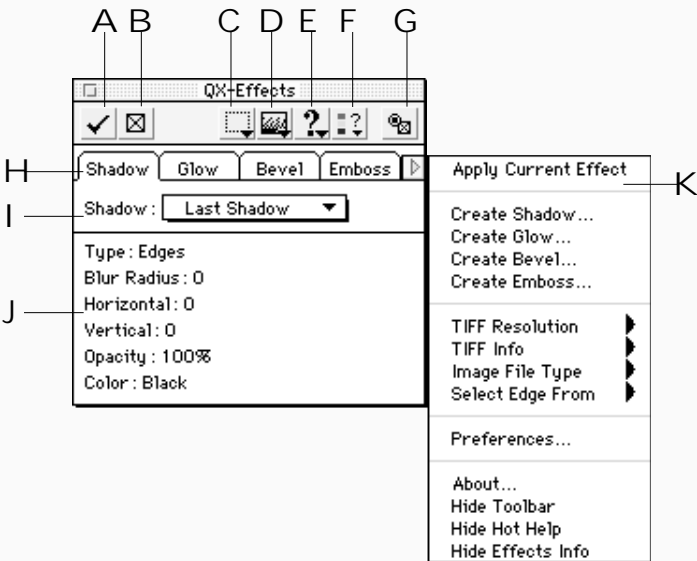 A B C D E F G
QX-Effects
H
Shadow Glow Bevel Emboss
I
Shadow : Last Shadow
J
Type : Edges
Blur Radius : 0
Horizontal : 0
Vertical : 0
Opacity : 100%
Color : Black
K
Apply Current Effect
Create Shadow...
Create Glow...
Create Bevel...
Create Emboss...
TIFF Resolution
TIFF Info
Image File Type
Select Edge From
Preferences...
About...
Hide Toolbar
Hide Hot Help
Hide Effects Info